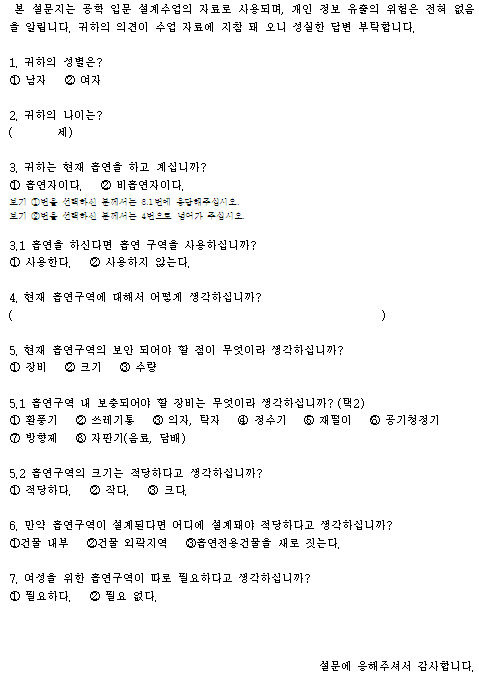 본 설문지는 공학 입문 설계수업의 자료로 사용되며, 개인 정보 유출의 위험은 전혀 없음
을 알립니다. 귀하의 의견이 수업 자료에 지참 돼 오니 성실한 답변 부탁합니다.
1. 귀하의 성별은?
① 남자 ② 여자
2. 귀하의 나이는?
( 세)
3. 귀하는 현재 흡연을 하고 계십니까?
① 흡연자이다. ② 비흡연자이다.
보기 ①번을 선택하신 분께서는 3.1번에 응답해주십시오.
보기 ②번을 선택하신 분께서는 4번으로 넘어가 주십시오.
3.1 흡연을 하신다면 흡연 구역을 사용하십니까?
① 사용한다. ② 사용하지 않는다.
4. 현재 흡연구역에 대해서 어떻게 생각하십니까?
( )
5. 현재 흡연구역의 보안 되어야 할 점이 무엇이라 생각하십니까?
① 장비 ② 크기 ③ 수량
5.1 흡연구역 내 보충되어야 할 장비는 무엇이라 생각하십니까? (택2)
① 환풍기 ② 쓰레기통 ③ 의자, 탁자 ④ 정수기 ⑤ 재떨이 ⑥ 공기청정기
⑦ 방향제 ⑧ 자판기(음료, 담배)
5.2 흡연구역의 크기는 적당하다고 생각하십니까?
① 적당하다. ② 작다. ③ 크다.
6. 만약 흡연구역이 설계된다면 어디에 설계돼야 적당하다고 생각하십니까?
①건물 내부 ②건물 외곽지역 ③흡연전용건물을 새로 짓는다.
7. 여성을 위한 흡연구역이 따로 필요하다고 생각하십니까?
① 필요하다. ② 필요 없다.
설문에 응해주셔서 감사합니다.